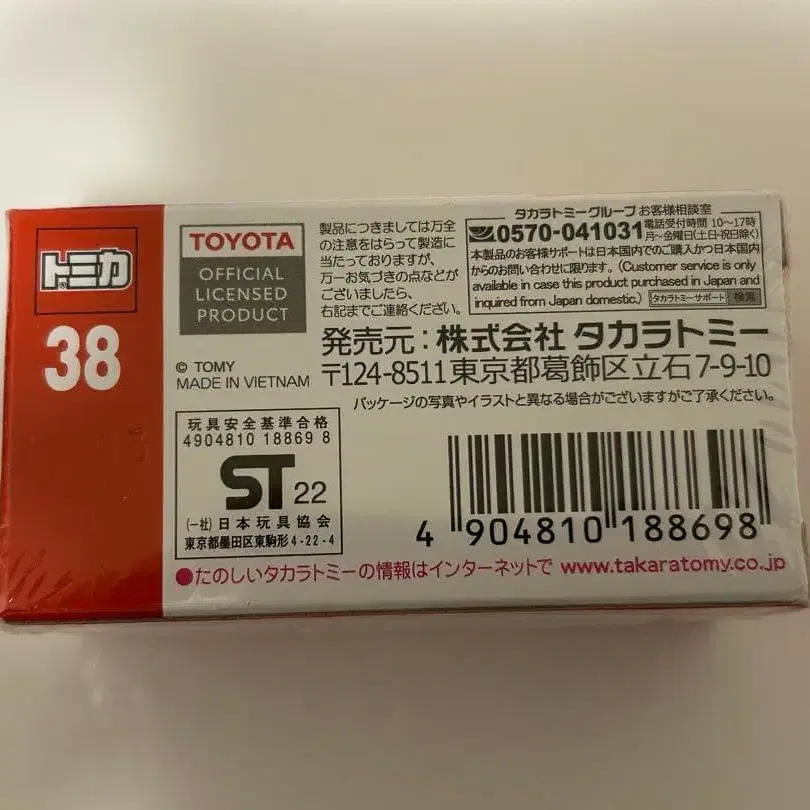 トミカ
38
TOYOTA
OFFICIAL
LICENSED
PRODUCT
© TOMY
MADE IN VIETNAM
製品につきましては万全
の注意をはらって製造に
当たっておりますが、
万一お気づきの点などが
ございましたら、
右記までご連絡ください。
タカラトミーグループ お客様相談室
0570-041031 電話受付時間 10〜17時
月〜金曜日(土日・祝日除く)
本製品のお客様サポートは日本国内でのご購入かつ日本国内
からのお問い合わせに限ります。(Customer service is only
available in case this product purchased in Japan and
inquired from Japan domestic.) タカラトミーサポート 検索
発売元:株式会社 タカラトミー
〒124-8511 東京都葛飾区立石7-9-10
パッケージの写真やイラストと異なる場合がございますがご了承ください。
玩具安全基準合格
4904810 18869 8
ST 22
(一社)日本玩具協会
東京都墨田区東駒形4-22-4
4 904810 188698
●たのしいタカラトミーの情報はインターネットで www.takaratomy.co.jp